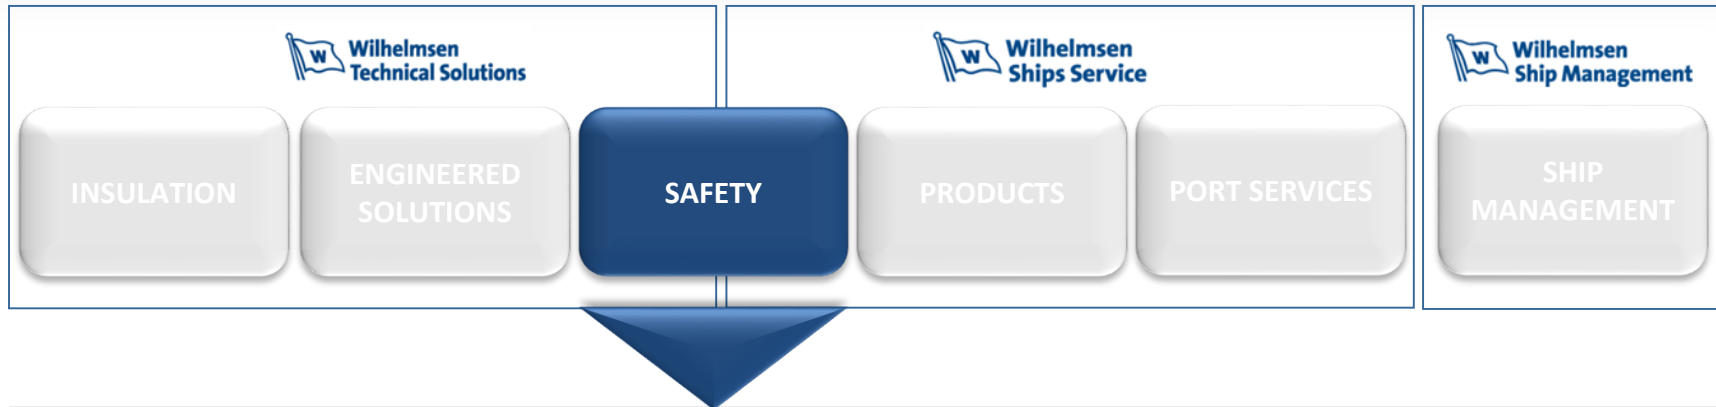 W Wilhelmsen
Technical Solutions
W Wilhelmsen
Ships Service
W Wilhelmsen
Ship Management
INSULATION
ENGINEERED
SOLUTIONS
SAFETY
PRODUCTS
PORT SERVICES
SHIP
MANAGEMENT